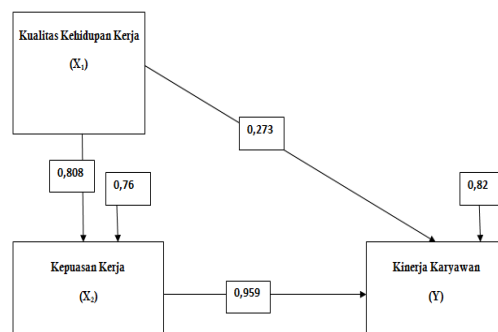 Kualitas Kehidupan Kerja
(X₁)
0,273
0,808
0,76
0,82
Kepuasan Kerja
(X₂)
0,959
Kinerja Karyawan
(Y)